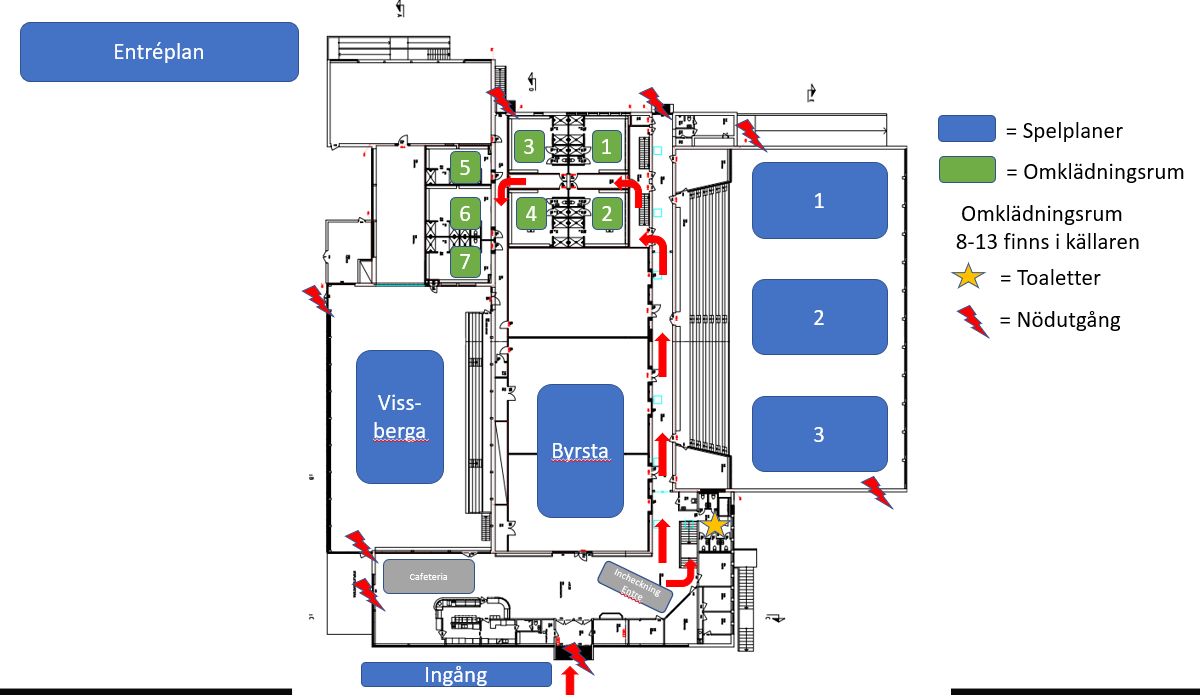 Entréplan
3
1
5
4
2
6
7
1
2
3
Viss-
berga
Byrsta
Cafeteria
Incheckning
Entre
Ingång
= Spelplaner
= Omklädningsrum
Omklädningsrum
8-13 finns i källaren
= Toaletter
= Nödutgång